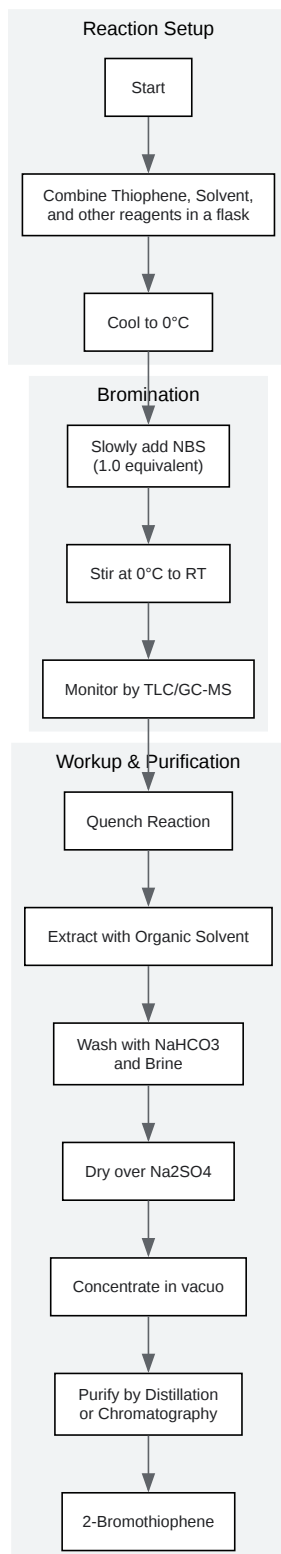 Reaction Setup
Start
Combine Thiophene, Solvent,
and other reagents in a flask
Cool to 0°C
Bromination
Slowly add NBS
(1.0 equivalent)
Stir at 0°C to RT
Monitor by TLC/GC-MS
Workup & Purification
Quench Reaction
Extract with Organic Solvent
Wash with NaHCO3
and Brine
Dry over Na2SO4
Concentrate in vacuo
Purify by Distillation
or Chromatography
2-Bromothiophene